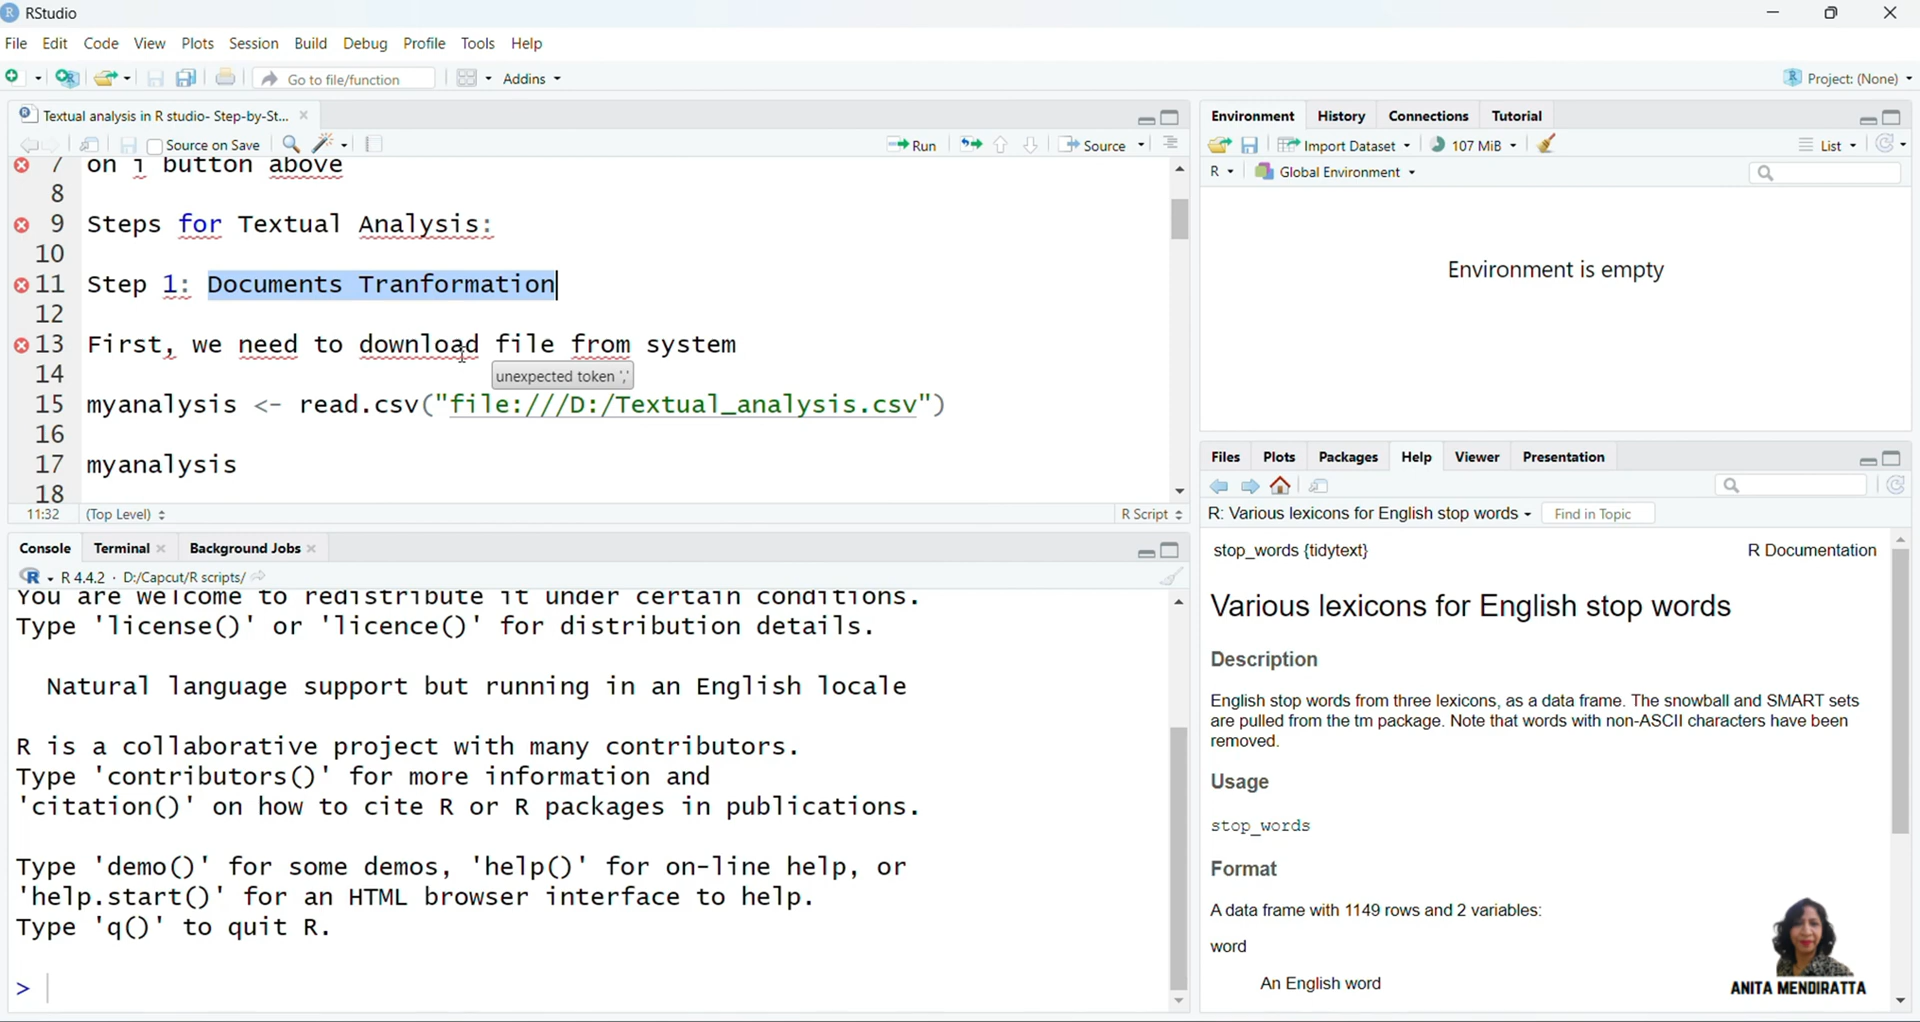 RStudio
File Edit Code View Plots Session Build Debug Profile Tools Help
Go to file/function Addins Project: (None)
Textual analysis in R studio- Step-by-St...
Source on Save Run Source
7 on i button above
8
9 Steps for Textual Analysis:
10
11 Step 1: Documents Tranformation
12
13 First, we need to download file from system
unexpected token ','
14
15 myanalysis <- read.csv("file:///D:/Textual_analysis.csv")
16
17 myanalysis
18
11:32 (Top Level) R Script
Console Terminal Background Jobs
R 4.4.2 · D:/Capcut/R scripts/
You are welcome to redistribute it under certain conditions.
Type 'license()' or 'licence()' for distribution details.
Natural language support but running in an English locale
R is a collaborative project with many contributors.
Type 'contributors()' for more information and
'citation()' on how to cite R or R packages in publications.
Type 'demo()' for some demos, 'help()' for on-line help, or
'help.start()' for an HTML browser interface to help.
Type 'q()' to quit R.
>
Environment History Connections Tutorial
Import Dataset 107 MiB List
R Global Environment
Environment is empty
Files Plots Packages Help Viewer Presentation
R: Various lexicons for English stop words Find in Topic
stop_words {tidytext} R Documentation
Various lexicons for English stop words
Description
English stop words from three lexicons, as a data frame. The snowball and SMART sets
are pulled from the tm package. Note that words with non-ASCII characters have been
removed.
Usage
stop_words
Format
A data frame with 1149 rows and 2 variables:
word
An English word
ANITA MENDIRATTA